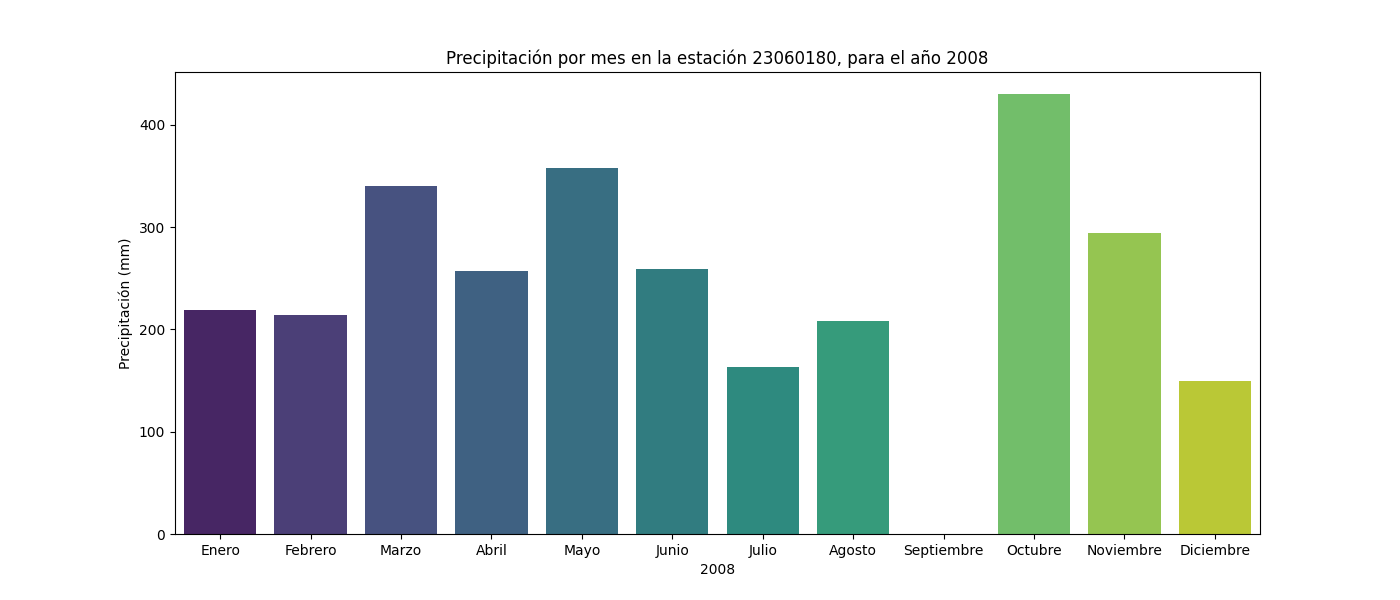 Precipitación por mes en la estación 23060180, para el año 2008
Precipitación (mm)
400
300
200
100
0
Enero Febrero Marzo Abril Mayo Junio Julio Agosto Septiembre Octubre Noviembre Diciembre
2008